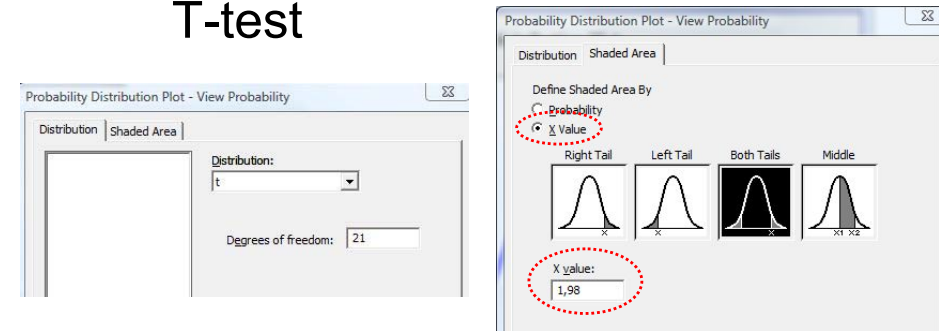 T-test
Probability Distribution Plot - View Probability
Distribution
Shaded Area
Distribution:
t
Degrees of freedom:
21
Probability Distribution Plot - View Probability
Distribution
Shaded Area
Define Shaded Area By
Probability
X Value
Right Tail
Left Tail
Both Tails
Middle
X
X
X
X1 X2
X value:
1,98